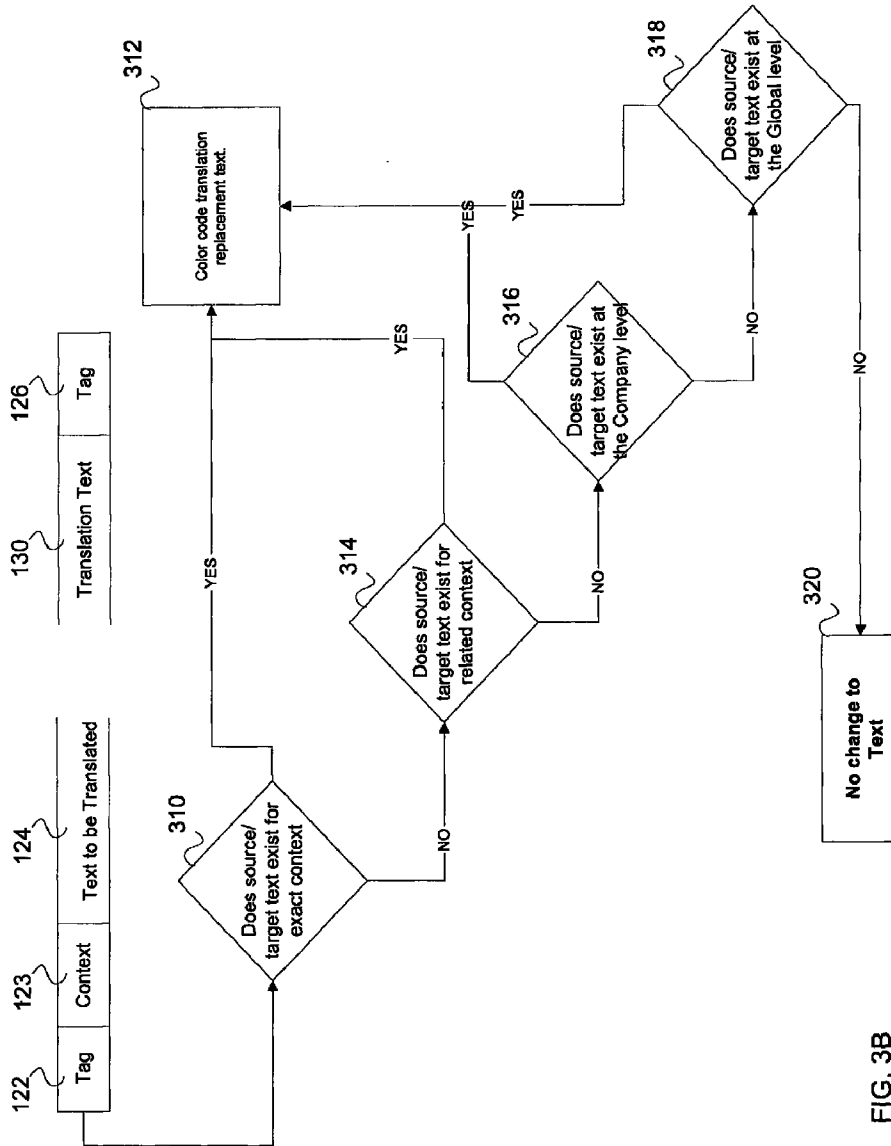 122
123
124
130
126
Tag
Context
Text to be Translated
Translation Text
Tag
310
Does source/
target text exist for
exact context
YES
NO
312
Color code translation
replacement text.
314
Does source/
target text exist for
related context
YES
NO
316
Does source/
target text exist at
the Company level
YES
NO
318
Does source/
target text exist at
the Global level
YES
NO
320
No change to
Text
FIG. 3B